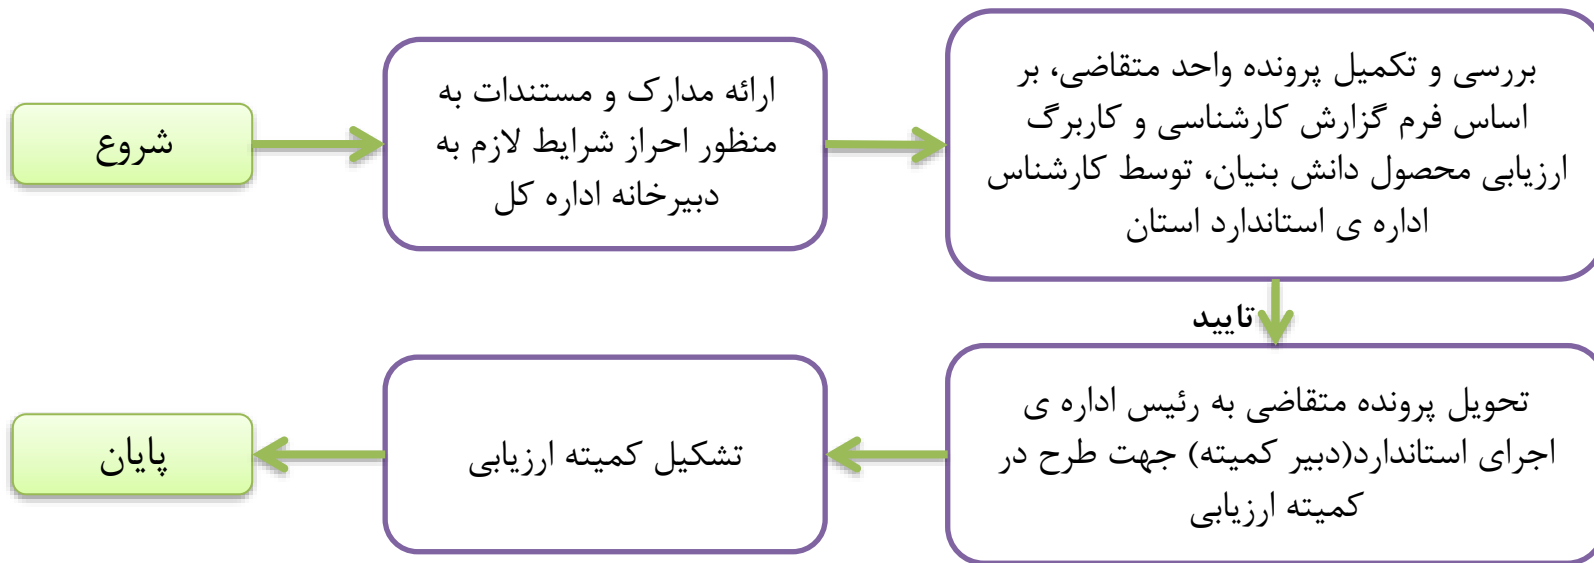 شروع
ارائه مدارک و مستندات به
منظور احراز شرایط لازم به
دبیرخانه اداره کل
بررسی و تکمیل پرونده واحد متقاضی، بر
اساس فرم گزارش کارشناسی و کاربرگ
ارزیابی محصول دانش بنیان، توسط کارشناس
اداره ی استاندارد استان
تایید
تحویل پرونده متقاضی به رئیس اداره ی
اجرای استاندارد(دبیر کمیته) جهت طرح در
کمیته ارزیابی
تشکیل کمیته ارزیابی
پایان